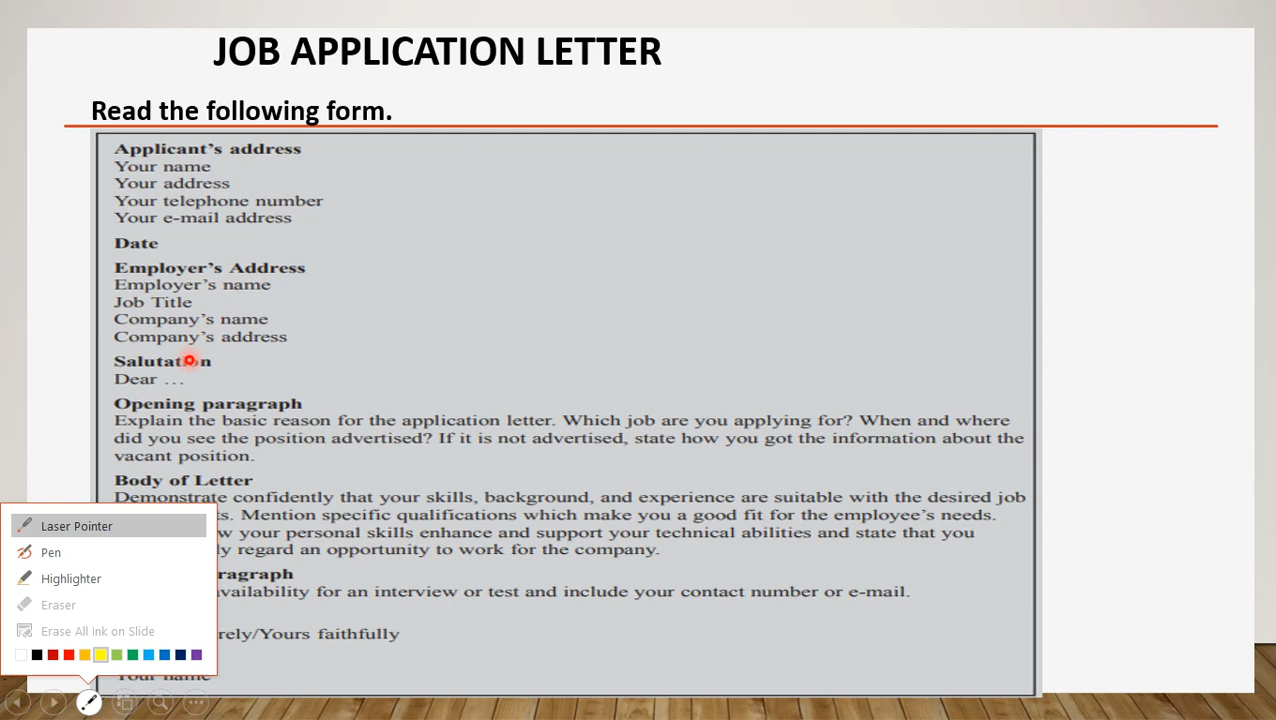 JOB APPLICATION LETTER
Read the following form.
Applicant's address
Your name
Your address
Your telephone number
Your e-mail address
Date
Employer's Address
Employer's name
Job Title
Company's name
Company's address
Salutation
Dear …
Opening paragraph
Explain the basic reason for the application letter. Which job are you applying for? When and where
did you see the position advertised? If it is not advertised, state how you got the information about the
vacant position.
Body of Letter
Demonstrate confidently that your skills, background, and experience are suitable with the desired job
Mention specific qualifications which make you a good fit for the employee's needs.
your personal skills enhance and support your technical abilities and state that you
regard an opportunity to work for the company.
for an interview or test and include your contact number or e-mail.
faithfully
Your name
Laser Pointer
Pen
Highlighter
Eraser
Erase All Ink on Slide